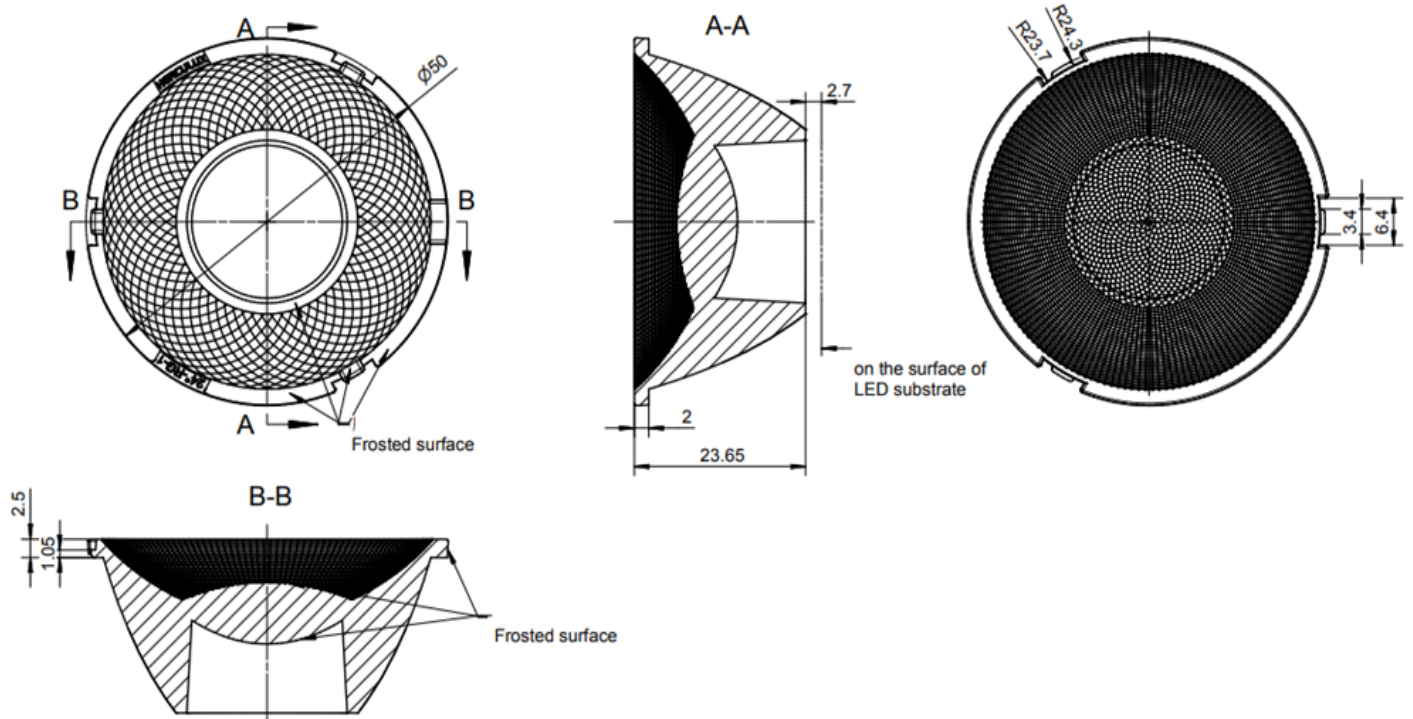 A
A-A
Ø50
2.7
R24.3
R23.7
B
B
3.4
6.4
on the surface of
LED substrate
A
2
Frosted surface
23.65
B-B
2.5
1.05
Frosted surface